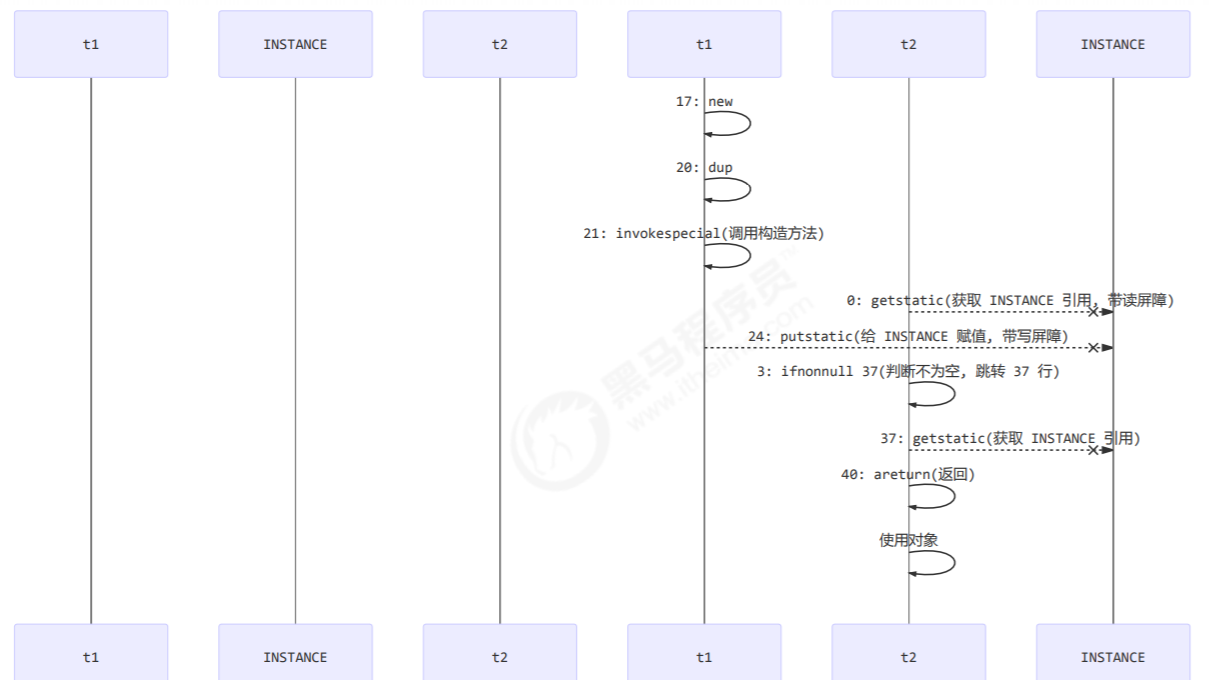 t1 INSTANCE t2 t1 t2 INSTANCE
17: new
20: dup
21: invokespecial(调用构造方法)
0: getstatic(获取 INSTANCE 引用, 带读屏障)
24: putstatic(给 INSTANCE 赋值, 带写屏障)
3: ifnonnull 37(判断不为空, 跳转 37 行)
37: getstatic(获取 INSTANCE 引用)
40: areturn(返回)
使用对象
黑马程序员™
www.itheima.com
t1 INSTANCE t2 t1 t2 INSTANCE